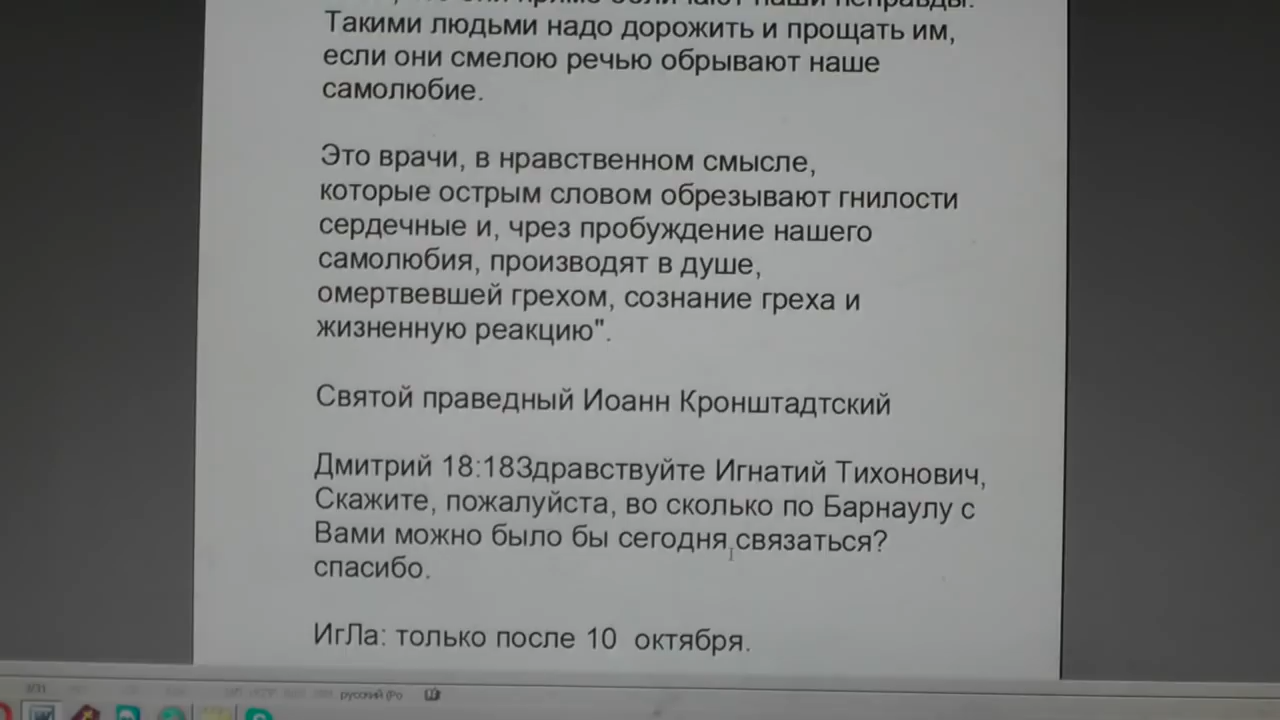 наши неправды.
Такими людьми надо дорожить и прощать им,
если они смелою речью обрывают наше
самолюбие.
Это врачи, в нравственном смысле,
которые острым словом обрезывают гнилости
сердечные и, чрез пробуждение нашего
самолюбия, производят в душе,
омертвевшей грехом, сознание греха и
жизненную реакцию".
Святой праведный Иоанн Кронштадтский
Дмитрий 18:18Здравствуйте Игнатий Тихонович,
Скажите, пожалуйста, во сколько по Барнаулу с
Вами можно было бы сегодня связаться?
спасибо.
ИгЛа: только после 10 октября.
русский (Ро